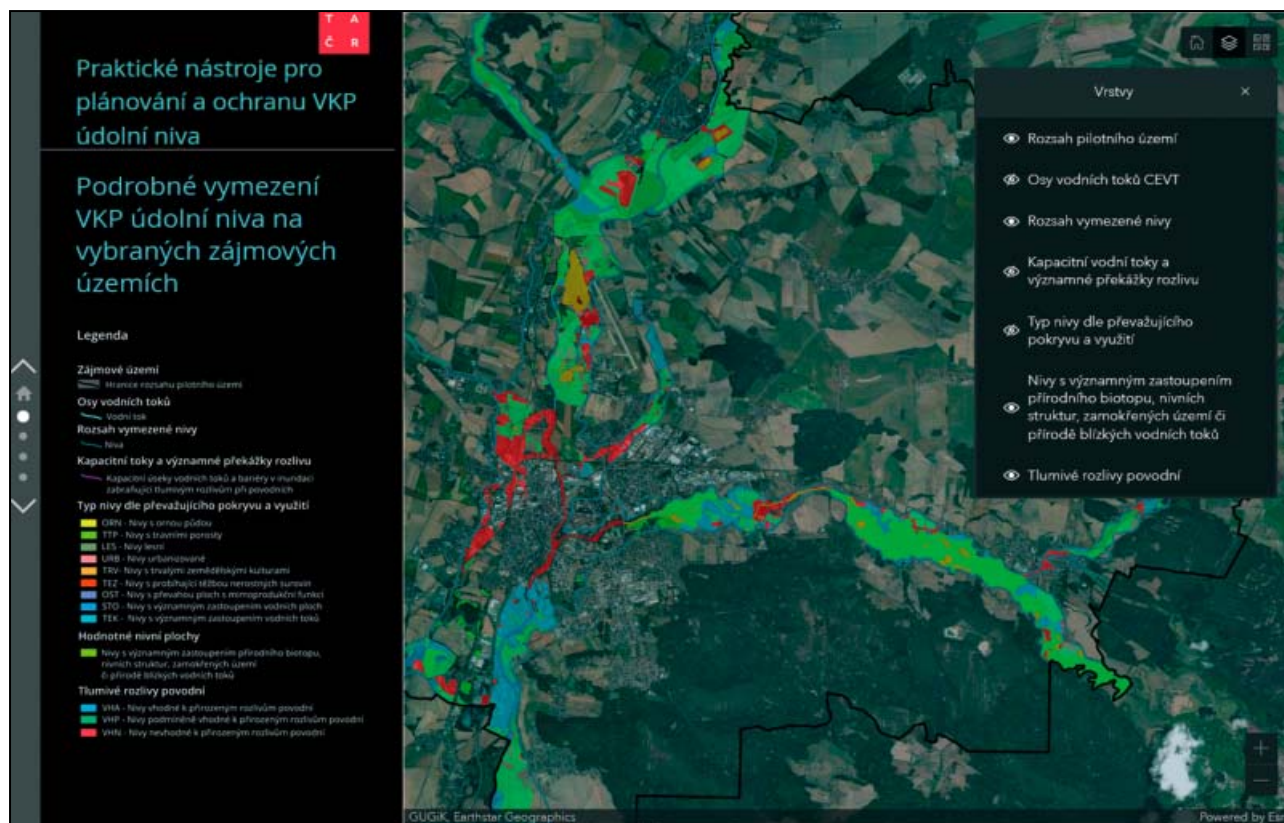 T A
Č R
Praktické nástroje pro
plánování a ochranu VKP
údolní niva
Podrobné vymezení
VKP údolní niva na
vybraných zájmových
územích
Legenda
Zájmové území
Hranice rozsahu pilotního území
Osy vodních toků
Vodní tok
Rozsah vymezené nivy
Niva
Kapacitní toky a významné překážky rozlivu
Kapacitní úseky vodních toků a bariéry v inundaci
zabraňující tlumivým rozlivům při povodních
Typ nivy dle převažujícího pokryvu a využití
ORN - Nivy s ornou půdou
TTP - Nivy s travními porosty
LES - Nivy lesní
URB - Nivy urbanizované
TRV - Nivy s trvalými zemědělskými kulturami
TEZ - Nivy s probíhající těžbou nerostných surovin
OST - Nivy s převahou ploch s mimoprodukční funkcí
STO - Nivy s významným zastoupením vodních ploch
TEK - Nivy s významným zastoupením vodních toků
Hodnotné nivní plochy
Nivy s významným zastoupením přírodního biotopu,
nivních struktur, zamokřených území
či přírodě blízkých vodních toků
Tlumivé rozlivy povodní
VHA - Nivy vhodné k přirozeným rozlivům povodní
VHP - Nivy podmíněně vhodné k přirozeným rozlivům povodní
VHN - Nivy nevhodné k přirozeným rozlivům povodní
Vrstvy ×
Rozsah pilotního území
Osy vodních toků CEVT
Rozsah vymezené nivy
Kapacitní vodní toky a
významné překážky rozlivu
Typ nivy dle převažujícího
pokryvu a využití
Nivy s významným zastoupením
přírodního biotopu, nivních
struktur, zamokřených území či
přírodě blízkých vodních toků
Tlumivé rozlivy povodní
GUGiK, Earthstar Geographics
Powered by Es